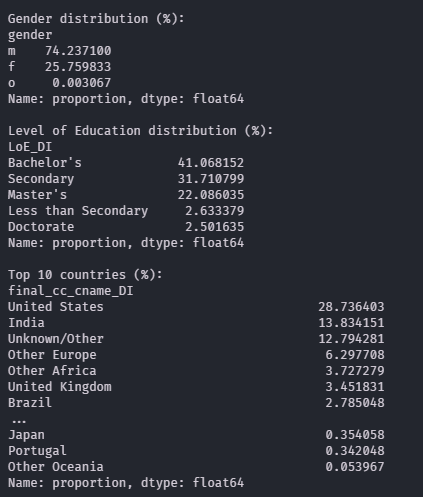 Gender distribution (%):
gender
m    74.237100
f    25.759833
o     0.003067
Name: proportion, dtype: float64
Level of Education distribution (%):
LoE_DI
Bachelor's             41.068152
Secondary              31.710799
Master's               22.086035
Less than Secondary     2.633379
Doctorate               2.501635
Name: proportion, dtype: float64
Top 10 countries (%):
final_cc_cname_DI
United States                             28.736403
India                                     13.834151
Unknown/Other                             12.794281
Other Europe                               6.297708
Other Africa                               3.727279
United Kingdom                             3.451831
Brazil                                     2.785048
...
Japan                                      0.354058
Portugal                                   0.342048
Other Oceania                              0.053967
Name: proportion, dtype: float64